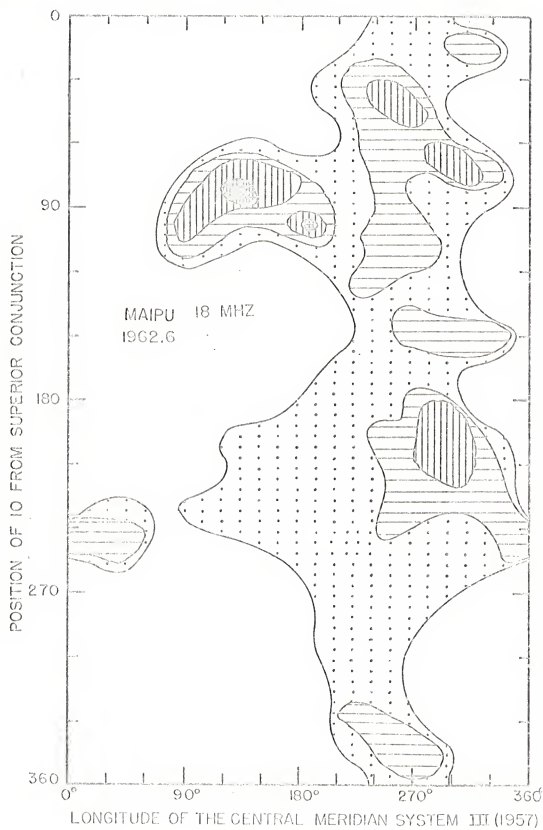 0
90
180
270
360
POSITION OF IO FROM SUPERIOR CONJUNCTION
MAIPU 18 MHZ
1962.6
0° 90° 180° 270° 360°
LONGITUDE OF THE CENTRAL MERIDIAN SYSTEM III (1957)